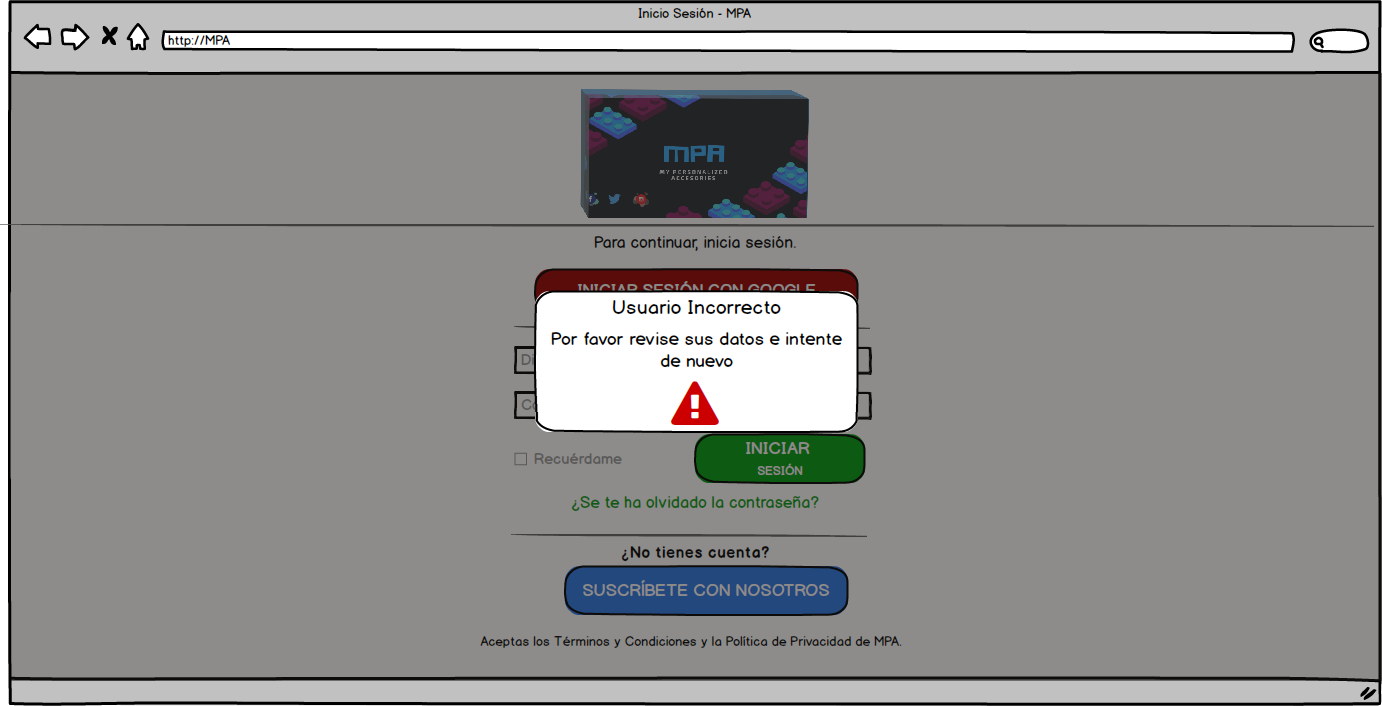 Inicio Sesión - MPA
http://MPA
MPA
MY PERSONALIZED
ACCESORIES
Para continuar, inicia sesión.
INICIAR SESIÓN CON GOOGLE
Usuario Incorrecto
Por favor revise sus datos e intente
de nuevo
Recuérdame
INICIAR
SESIÓN
¿Se te ha olvidado la contraseña?
¿No tienes cuenta?
SUSCRÍBETE CON NOSOTROS
Aceptas los Términos y Condiciones y la Política de Privacidad de MPA.